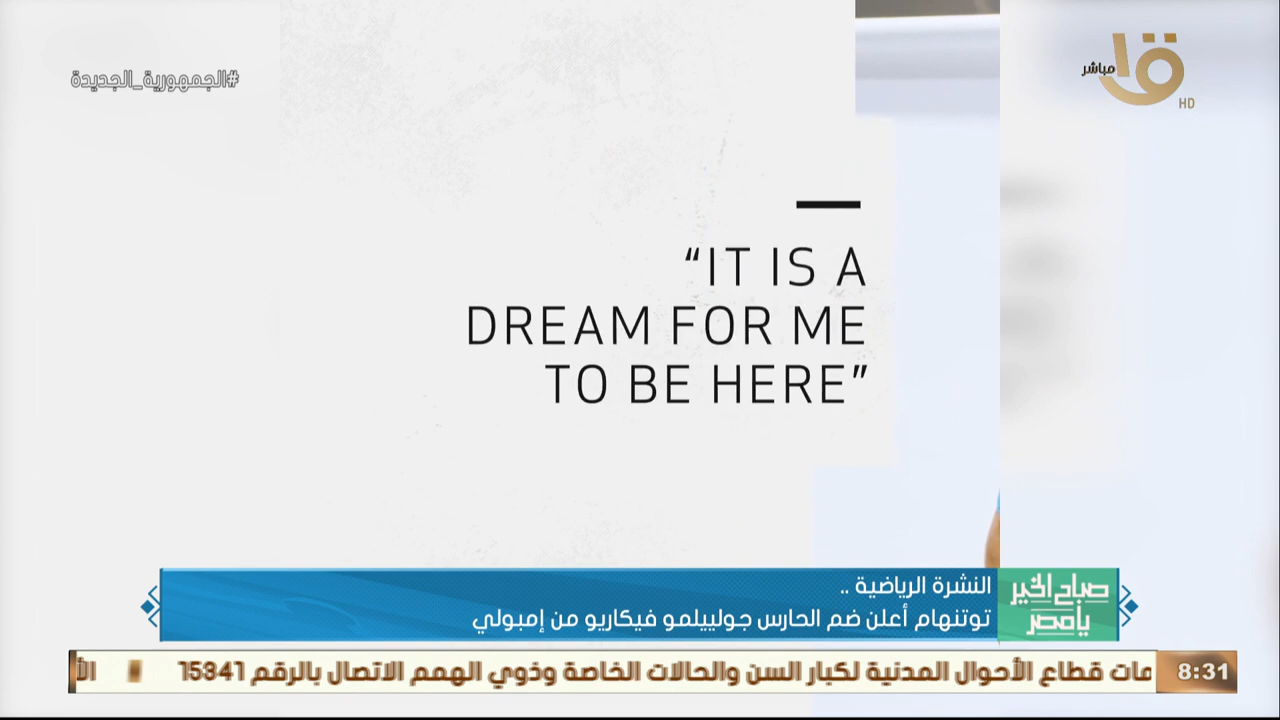 #الجمهورية_الجديدة
مباشر
HD
“IT IS A
DREAM FOR ME
TO BE HERE”
صباح الخير
يا مصر
النشرة الرياضية ..
توتنهام أعلن ضم الحارس جولييلمو فيكاريو من إمبولي
8:31
مات قطاع الأحوال المدنية لكبار السن والحالات الخاصة وذوي الهمم الاتصال بالرقم 15341